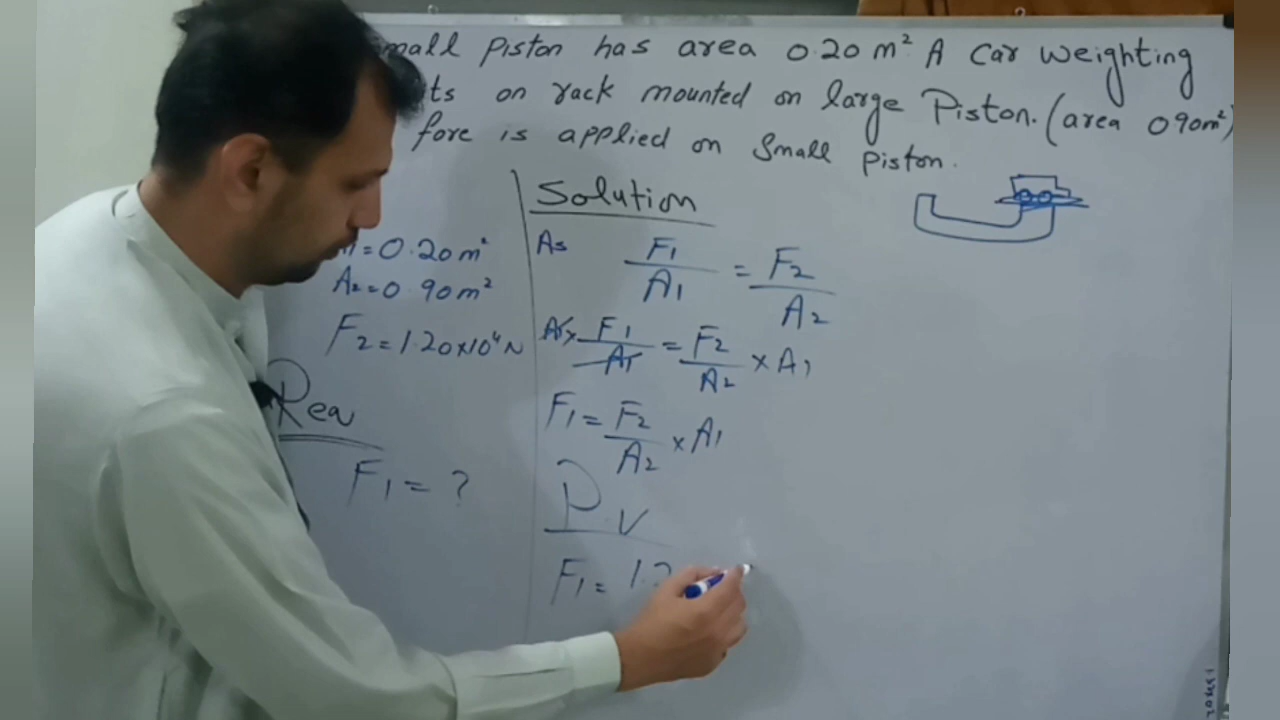 mall Piston has area 0.20 m² A Car weighting
ts on rack mounted on large Piston. (area 090m²)
fore is applied on Small Piston.
Solution
= 0.20 m²
A₂ = 0.90 m²
F₂ = 1.20×10⁴ N
Req
F₁ = ?
As F₁/A₁ = F₂/A₂
A₁ × F₁/A₁ = F₂/A₂ × A₁
F₁ = F₂/A₂ × A₁
P.V
F₁ = 1.2